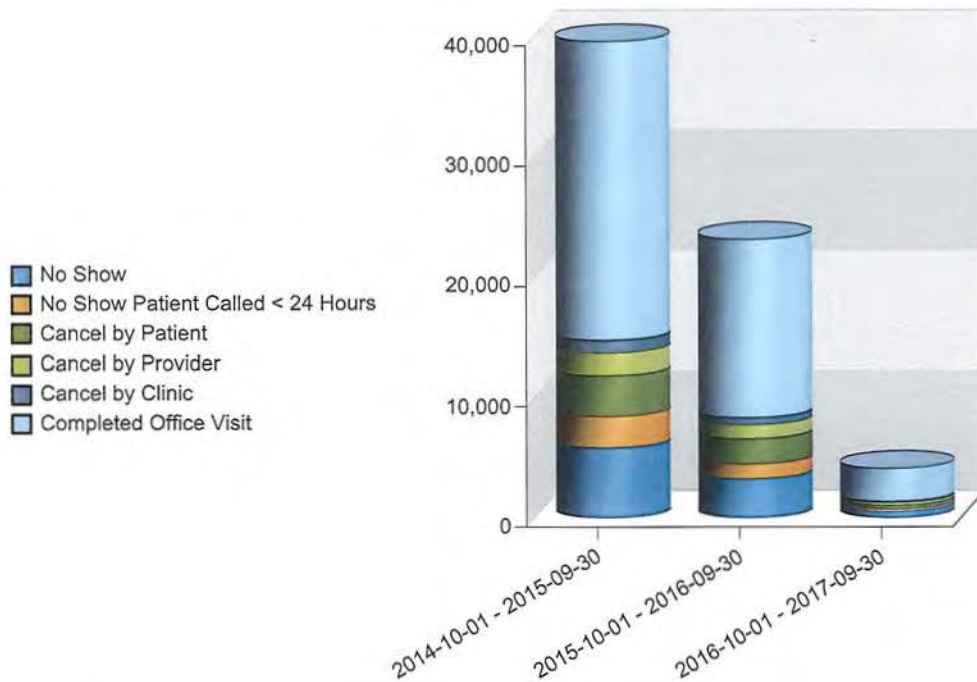 40,000
30,000
20,000
10,000
0
No Show
No Show Patient Called < 24 Hours
Cancel by Patient
Cancel by Provider
Cancel by Clinic
Completed Office Visit
2014-10-01 - 2015-09-30
2015-10-01 - 2016-09-30
2016-10-01 - 2017-09-30